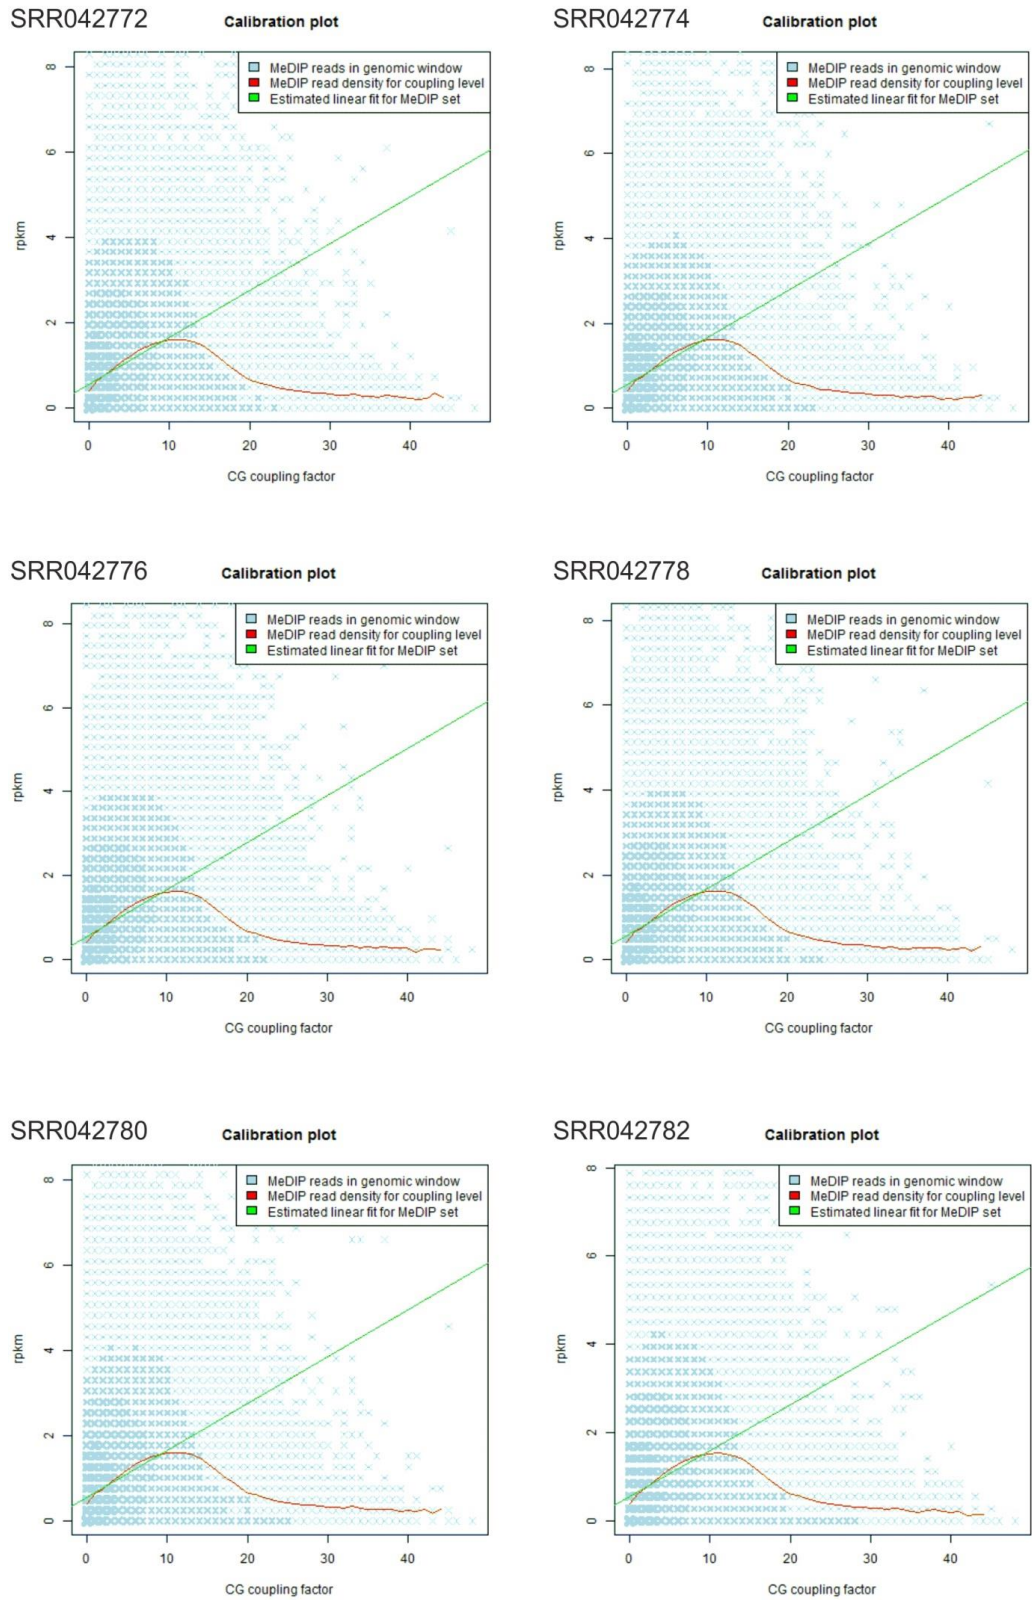 SRR042772
Calibration plot
MeDIP reads in genomic window
MeDIP read density for coupling level
Estimated linear fit for MeDIP set
8
6
4
2
0
rpkm
0 10 20 30 40
CG coupling factor
SRR042774
Calibration plot
MeDIP reads in genomic window
MeDIP read density for coupling level
Estimated linear fit for MeDIP set
8
6
4
2
0
rpkm
0 10 20 30 40
CG coupling factor
SRR042776
Calibration plot
MeDIP reads in genomic window
MeDIP read density for coupling level
Estimated linear fit for MeDIP set
8
6
4
2
0
rpkm
0 10 20 30 40
CG coupling factor
SRR042778
Calibration plot
MeDIP reads in genomic window
MeDIP read density for coupling level
Estimated linear fit for MeDIP set
8
6
4
2
0
rpkm
0 10 20 30 40
CG coupling factor
SRR042780
Calibration plot
MeDIP reads in genomic window
MeDIP read density for coupling level
Estimated linear fit for MeDIP set
8
6
4
2
0
rpkm
0 10 20 30 40
CG coupling factor
SRR042782
Calibration plot
MeDIP reads in genomic window
MeDIP read density for coupling level
Estimated linear fit for MeDIP set
8
6
4
2
0
rpkm
0 10 20 30 40
CG coupling factor